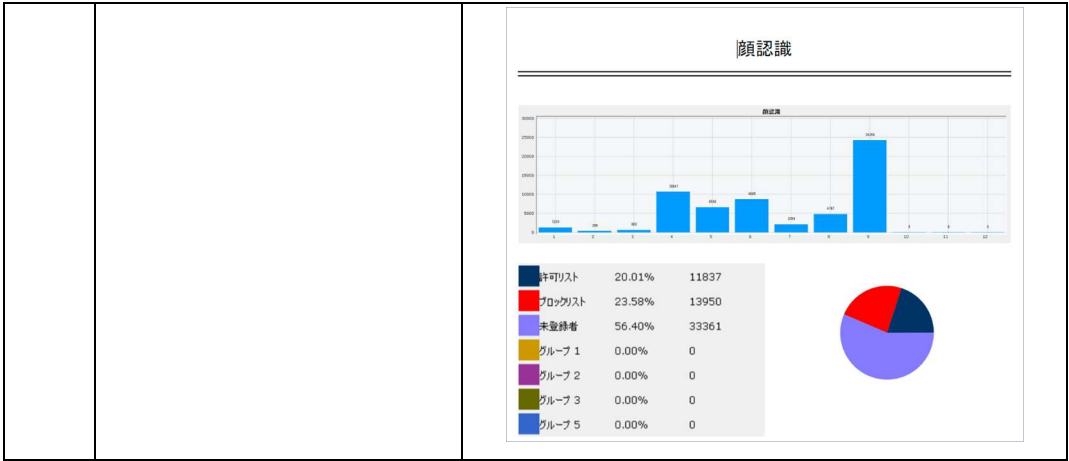 顔認識
顔認識
30000
25000
20000
15000
10000
5000
0
1 2 3 4 5 6 7 8 9 10 11 12
許可リスト 20.01% 11837
ブロックリスト 23.58% 13950
未登録者 56.40% 33361
グループ 1 0.00% 0
グループ 2 0.00% 0
グループ 3 0.00% 0
グループ 5 0.00% 0